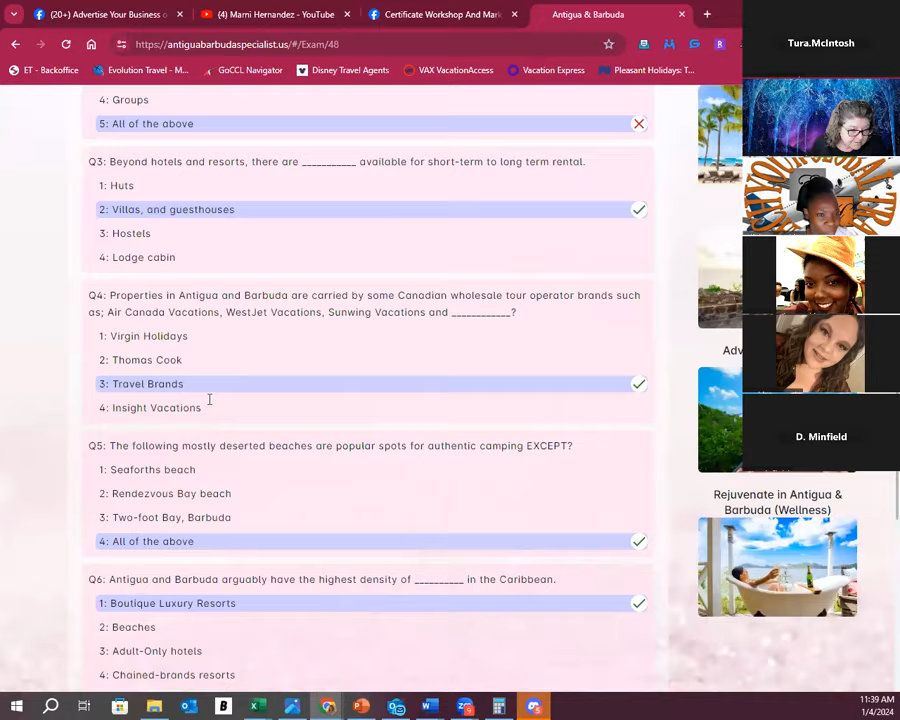 (20+) Advertise Your Business o
(4) Marni Hernandez - YouTube
Certificate Workshop And Mark
Antigua & Barbuda
https://antiguabarbudaspecialist.us/#/Exam/48
ET - Backoffice
Evolution Travel - M...
GoCCL Navigator
Disney Travel Agents
VAX VacationAccess
Vacation Express
Pleasant Holidays: T...
Tura.McIntosh
4: Groups
5: All of the above
Q3: Beyond hotels and resorts, there are __________ available for short-term to long term rental.
1: Huts
2: Villas, and guesthouses
3: Hostels
4: Lodge cabin
Q4: Properties in Antigua and Barbuda are carried by some Canadian wholesale tour operator brands such
as; Air Canada Vacations, WestJet Vacations, Sunwing Vacations and ___________?
1: Virgin Holidays
2: Thomas Cook
3: Travel Brands
4: Insight Vacations
Q5: The following mostly deserted beaches are popular spots for authentic camping EXCEPT?
1: Seaforths beach
2: Rendezvous Bay beach
3: Two-foot Bay, Barbuda
4: All of the above
Q6: Antigua and Barbuda arguably have the highest density of _________ in the Caribbean.
1: Boutique Luxury Resorts
2: Beaches
3: Adult-Only hotels
4: Chained-brands resorts
Adv
Rejuvenate in Antigua &
Barbuda (Wellness)
D. Minfield
11:39 AM
1/4/2024